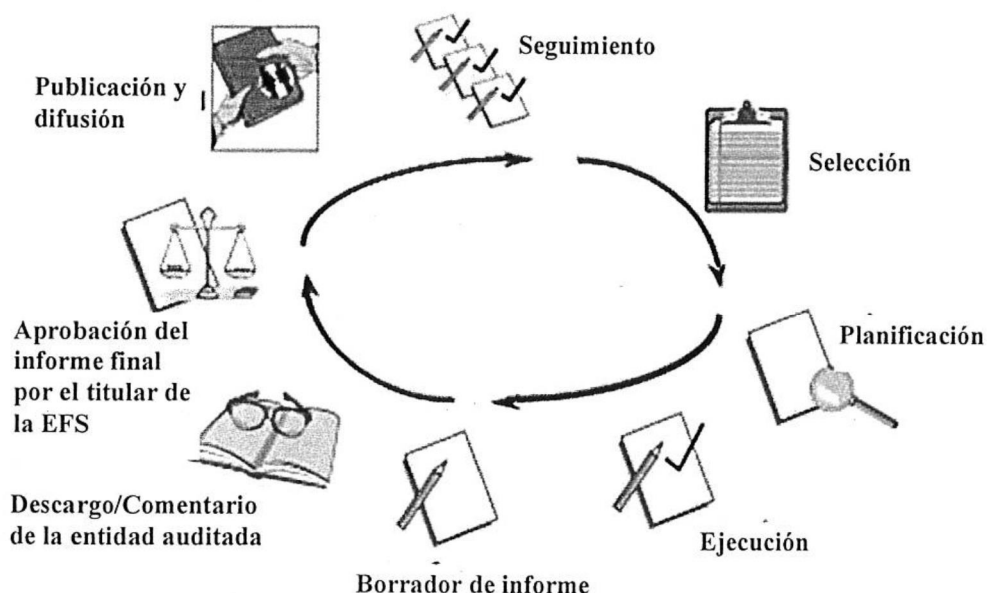 Seguimiento
Publicación y
difusión
Selección
Aprobación del
informe final
por el titular de
la EFS
Planificación
Descargo/Comentario
de la entidad auditada
Ejecución
Borrador de informe